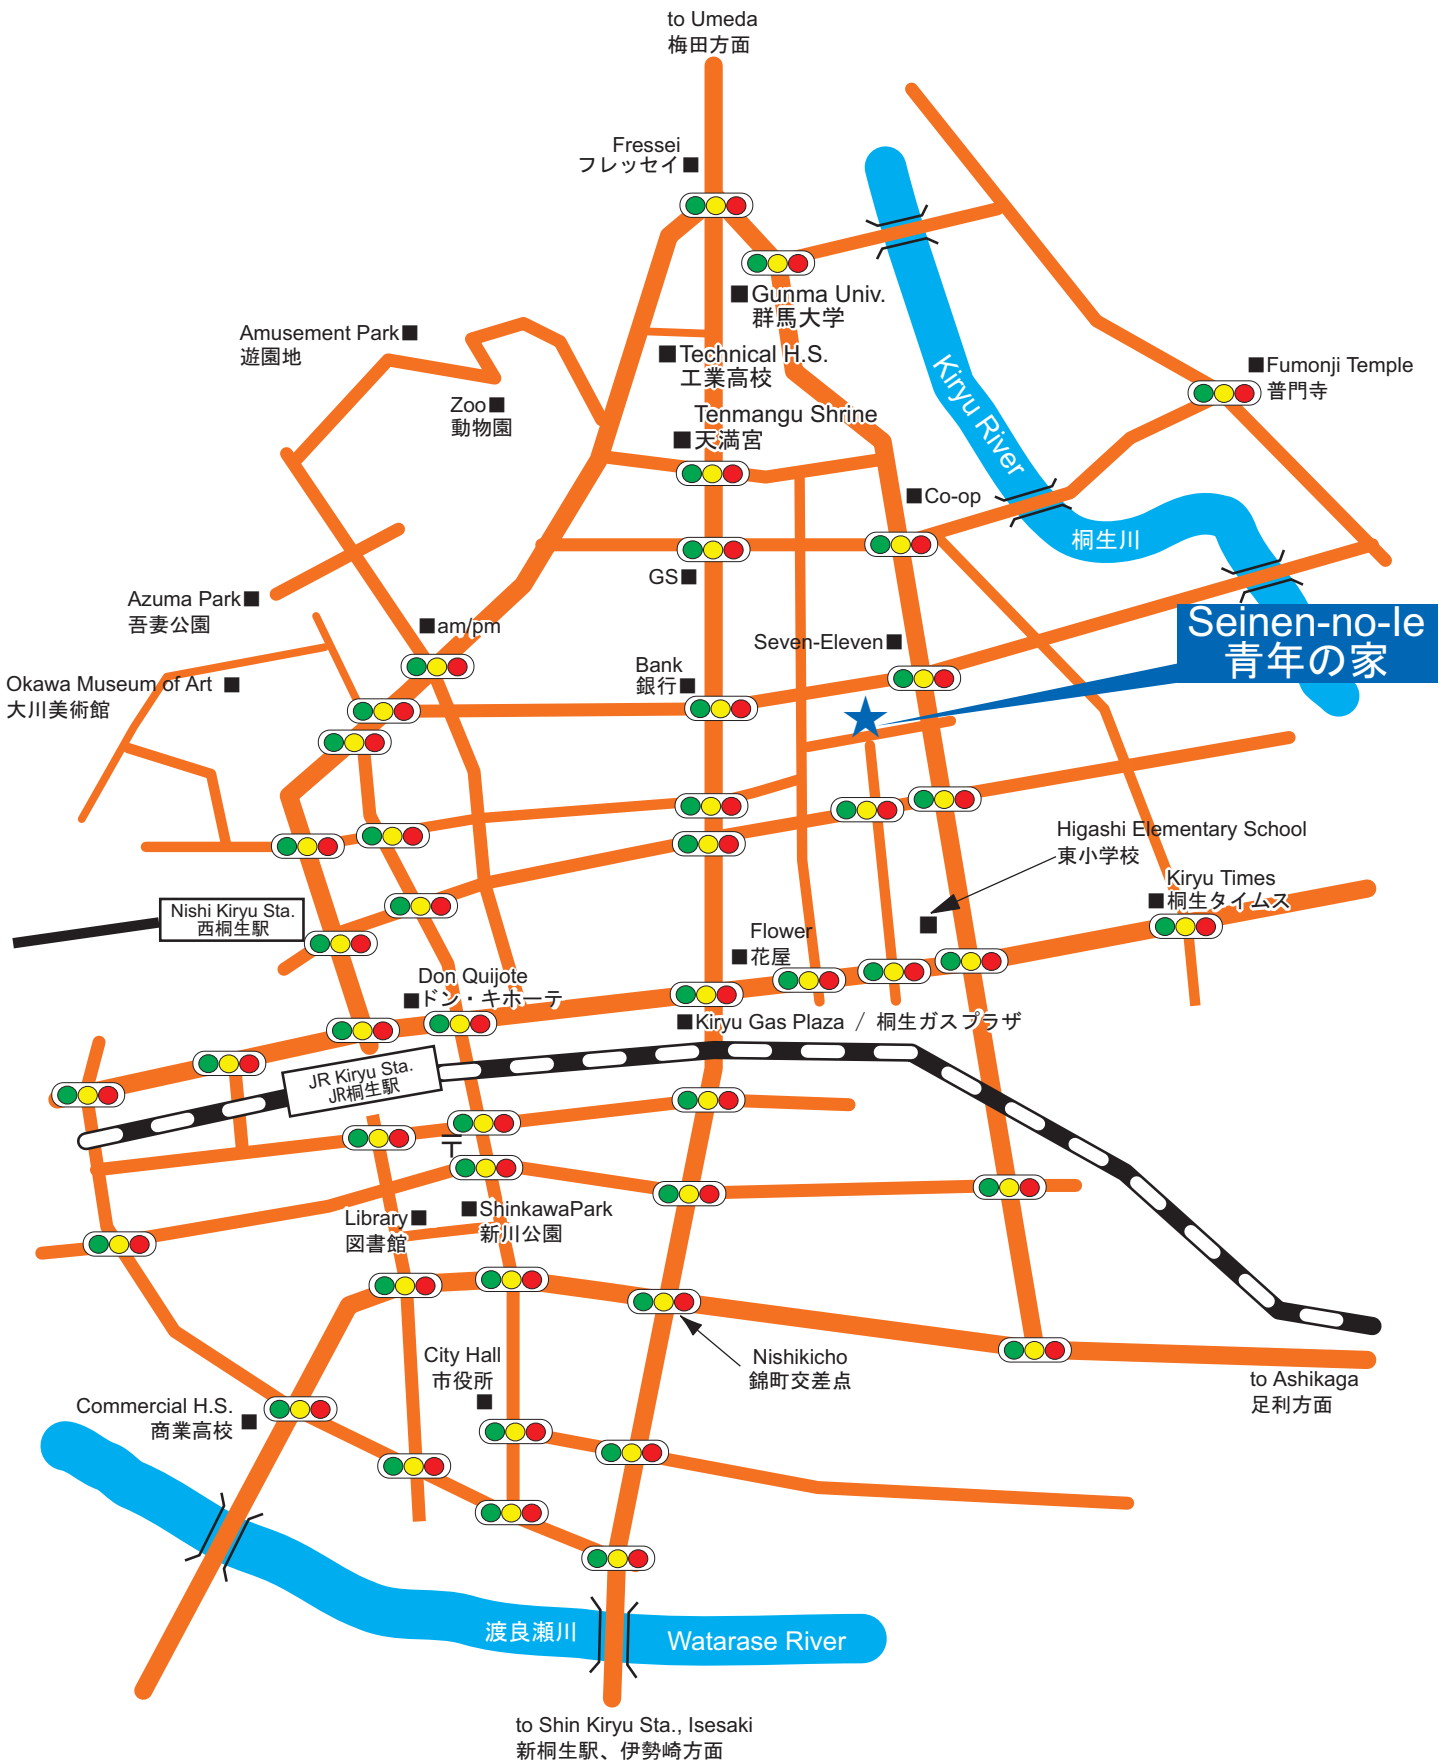 to Umeda
梅田方面
Fressei
フレッセイ
Gunma Univ.
群馬大学
Amusement Park
遊園地
Technical H.S.
工業高校
Kiryu River
Fumonji Temple
普門寺
Zoo
動物園
Tenmangu Shrine
天満宮
Co-op
桐生川
GS
Azuma Park
吾妻公園
am/pm
Seinen-no-Ie
青年の家
Seven-Eleven
Bank
銀行
Okawa Museum of Art
大川美術館
Higashi Elementary School
東小学校
Kiryu Times
桐生タイムス
Nishi Kiryu Sta.
西桐生駅
Flower
花屋
Don Quijote
ドン・キホーテ
Kiryu Gas Plaza / 桐生ガスプラザ
JR Kiryu Sta.
JR桐生駅
〒
Library
図書館
ShinkawaPark
新川公園
City Hall
市役所
Nishikicho
錦町交差点
to Ashikaga
足利方面
Commercial H.S.
商業高校
渡良瀬川
Watarase River
to Shin Kiryu Sta., Isesaki
新桐生駅、伊勢崎方面